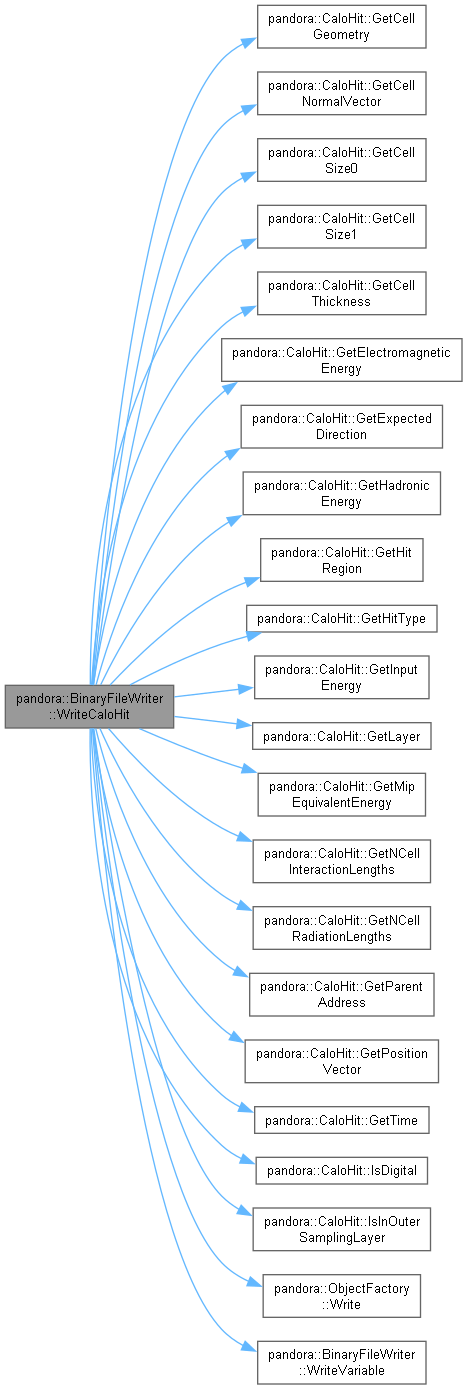 pandora::CaloHit::GetCell
Geometry
pandora::CaloHit::GetCell
NormalVector
pandora::CaloHit::GetCell
Size0
pandora::CaloHit::GetCell
Size1
pandora::CaloHit::GetCell
Thickness
pandora::CaloHit::GetElectromagnetic
Energy
pandora::CaloHit::GetExpected
Direction
pandora::CaloHit::GetHadronic
Energy
pandora::CaloHit::GetHit
Region
pandora::CaloHit::GetHitType
pandora::CaloHit::GetInput
Energy
pandora::BinaryFileWriter
::WriteCaloHit
pandora::CaloHit::GetLayer
pandora::CaloHit::GetMip
EquivalentEnergy
pandora::CaloHit::GetNCell
InteractionLengths
pandora::CaloHit::GetNCell
RadiationLengths
pandora::CaloHit::GetParent
Address
pandora::CaloHit::GetPosition
Vector
pandora::CaloHit::GetTime
pandora::CaloHit::IsDigital
pandora::CaloHit::IsInOuter
SamplingLayer
pandora::ObjectFactory
::Write
pandora::BinaryFileWriter
::WriteVariable